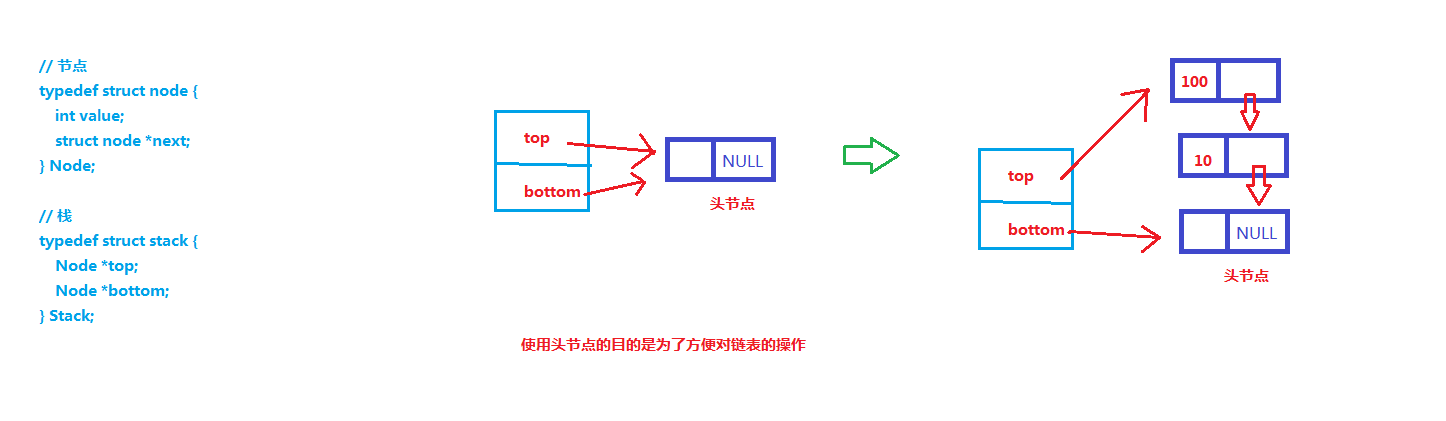 // 节点
typedef struct node {
int value;
struct node *next;
} Node;
// 栈
typedef struct stack {
Node *top;
Node *bottom;
} Stack;
top
bottom
NULL
头节点
top
bottom
100
10
NULL
头节点
使用头节点的目的是为了方便对链表的操作